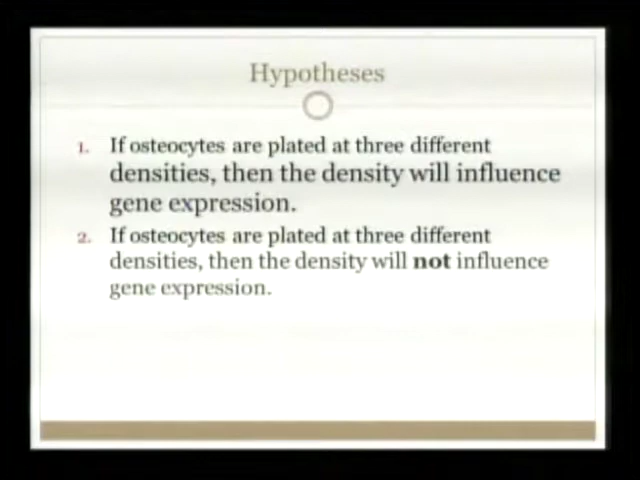 Hypotheses
1. If osteocytes are plated at three different
densities, then the density will influence
gene expression.
2. If osteocytes are plated at three different
densities, then the density will not influence
gene expression.